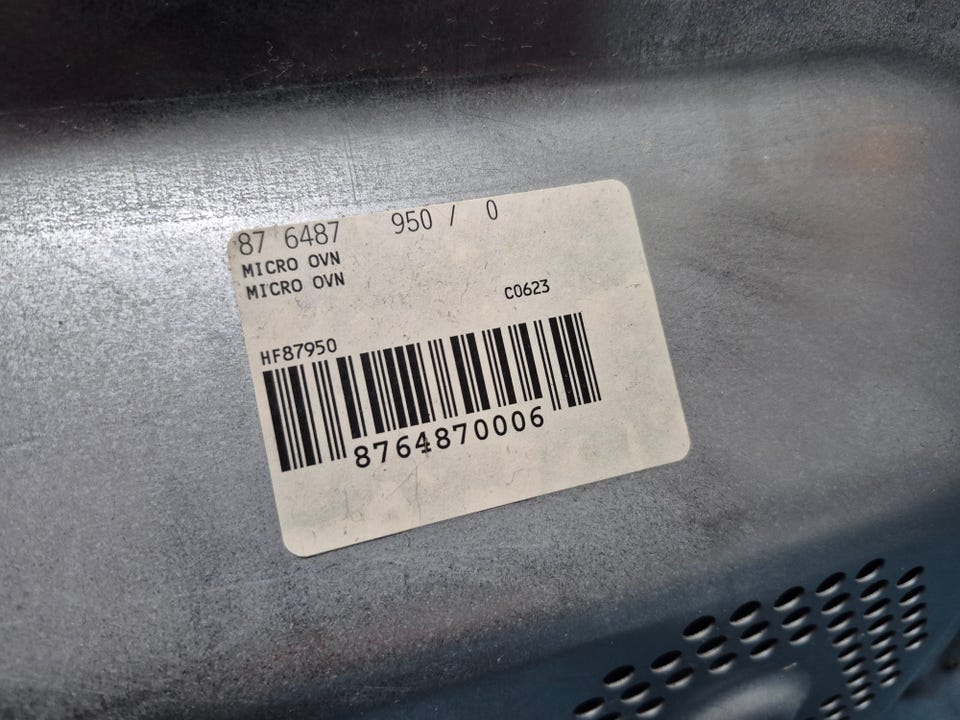 87 6487 950 / 0
MICRO OVN
MICRO OVN
C0623
HF87950
8764870006